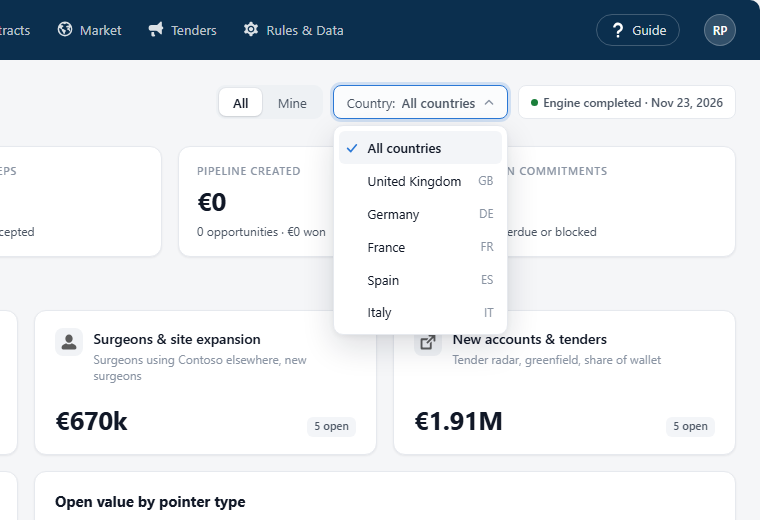 racts
Market
Tenders
Rules & Data
? Guide
RP
All
Mine
Country: All countries
Engine completed · Nov 23, 2026
All countries
United Kingdom GB
Germany DE
France FR
Spain ES
Italy IT
EPS
cepted
PIPELINE CREATED
€0
0 opportunities · €0 won
N COMMITMENTS
erdue or blocked
Surgeons & site expansion
Surgeons using Contoso elsewhere, new
surgeons
€670k
5 open
New accounts & tenders
Tender radar, greenfield, share of wallet
€1.91M
5 open
Open value by pointer type